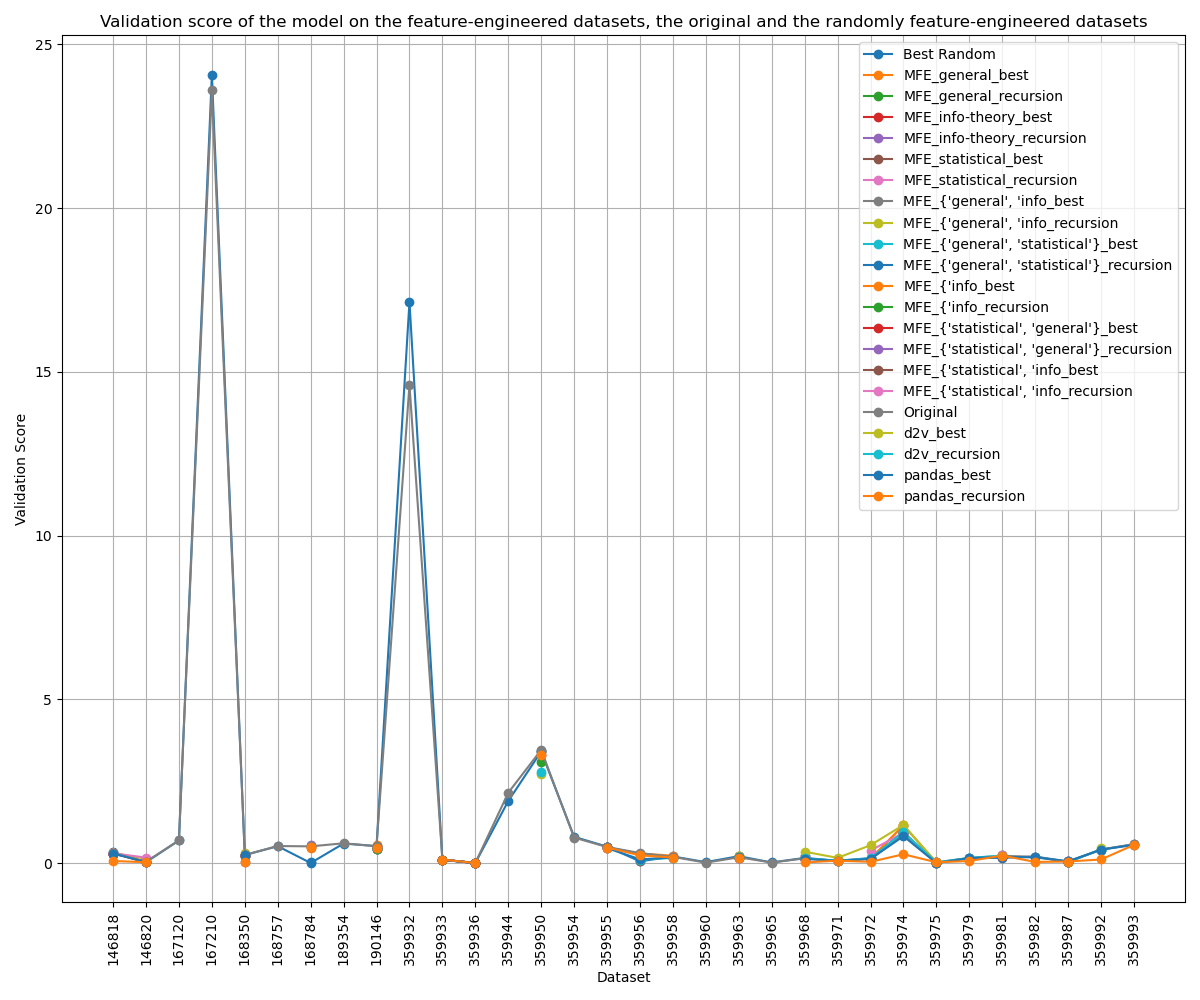 Validation score of the model on the feature-engineered datasets, the original and the randomly feature-engineered datasets
25
20
15
10
5
0
Validation Score
Best Random
MFE_general_best
MFE_general_recursion
MFE_info-theory_best
MFE_info-theory_recursion
MFE_statistical_best
MFE_statistical_recursion
MFE_{'general', 'info_best
MFE_{'general', 'info_recursion
MFE_{'general', 'statistical'}_best
MFE_{'general', 'statistical'}_recursion
MFE_{'info_best
MFE_{'info_recursion
MFE_{'statistical', 'general'}_best
MFE_{'statistical', 'general'}_recursion
MFE_{'statistical', 'info_best
MFE_{'statistical', 'info_recursion
Original
d2v_best
d2v_recursion
pandas_best
pandas_recursion
146818
146820
167120
167210
168350
168757
168784
189354
190146
359932
359933
359936
359944
359950
359954
359955
359956
359958
359960
359963
359965
359968
359971
359972
359974
359975
359979
359981
359982
359987
359992
359993
Dataset